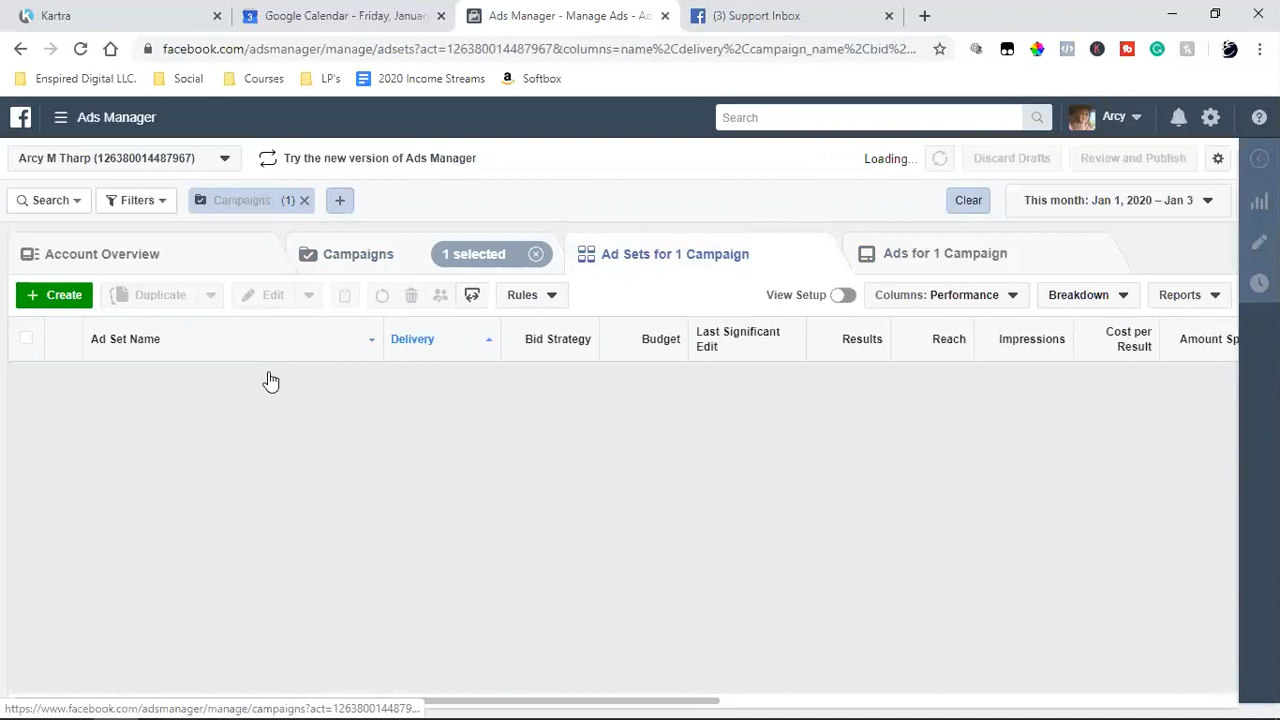 Kartra
Google Calendar - Friday, January
Ads Manager - Manage Ads - Ad
(3) Support Inbox
facebook.com/adsmanager/manage/adsets?act=126380014487967&columns=name%2Cdelivery%2Ccampaign_name%2Cbid%2C...
Enspired Digital LLC.
Social
Courses
LP's
2020 Income Streams
Softbox
Ads Manager
Search
Arcy
Arcy M Tharp (126380014487967)
Try the new version of Ads Manager
Loading...
Discard Drafts
Review and Publish
Search
Filters
Campaigns: (1)
Clear
This month: Jan 1, 2020 – Jan 3
Account Overview
Campaigns
1 selected
Ad Sets for 1 Campaign
Ads for 1 Campaign
+ Create
Duplicate
Edit
Rules
View Setup
Columns: Performance
Breakdown
Reports
Ad Set Name
Delivery
Bid Strategy
Budget
Last Significant
Edit
Results
Reach
Impressions
Cost per
Result
Amount Sp
https://www.facebook.com/adsmanager/manage/campaigns?act=1263800144879...